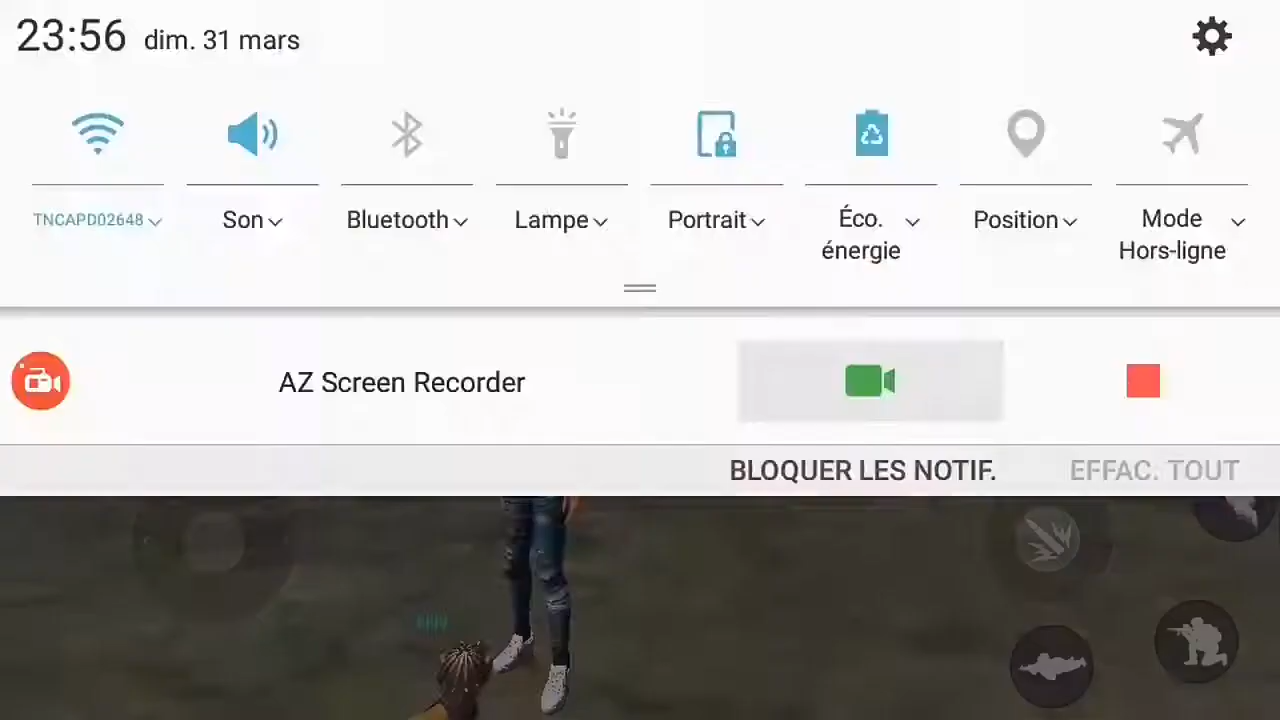 23:56 dim. 31 mars
TNCAPD02648
Son
Bluetooth
Lampe
Portrait
Éco.
énergie
Position
Mode
Hors-ligne
AZ Screen Recorder
BLOQUER LES NOTIF.
EFFAC. TOUT